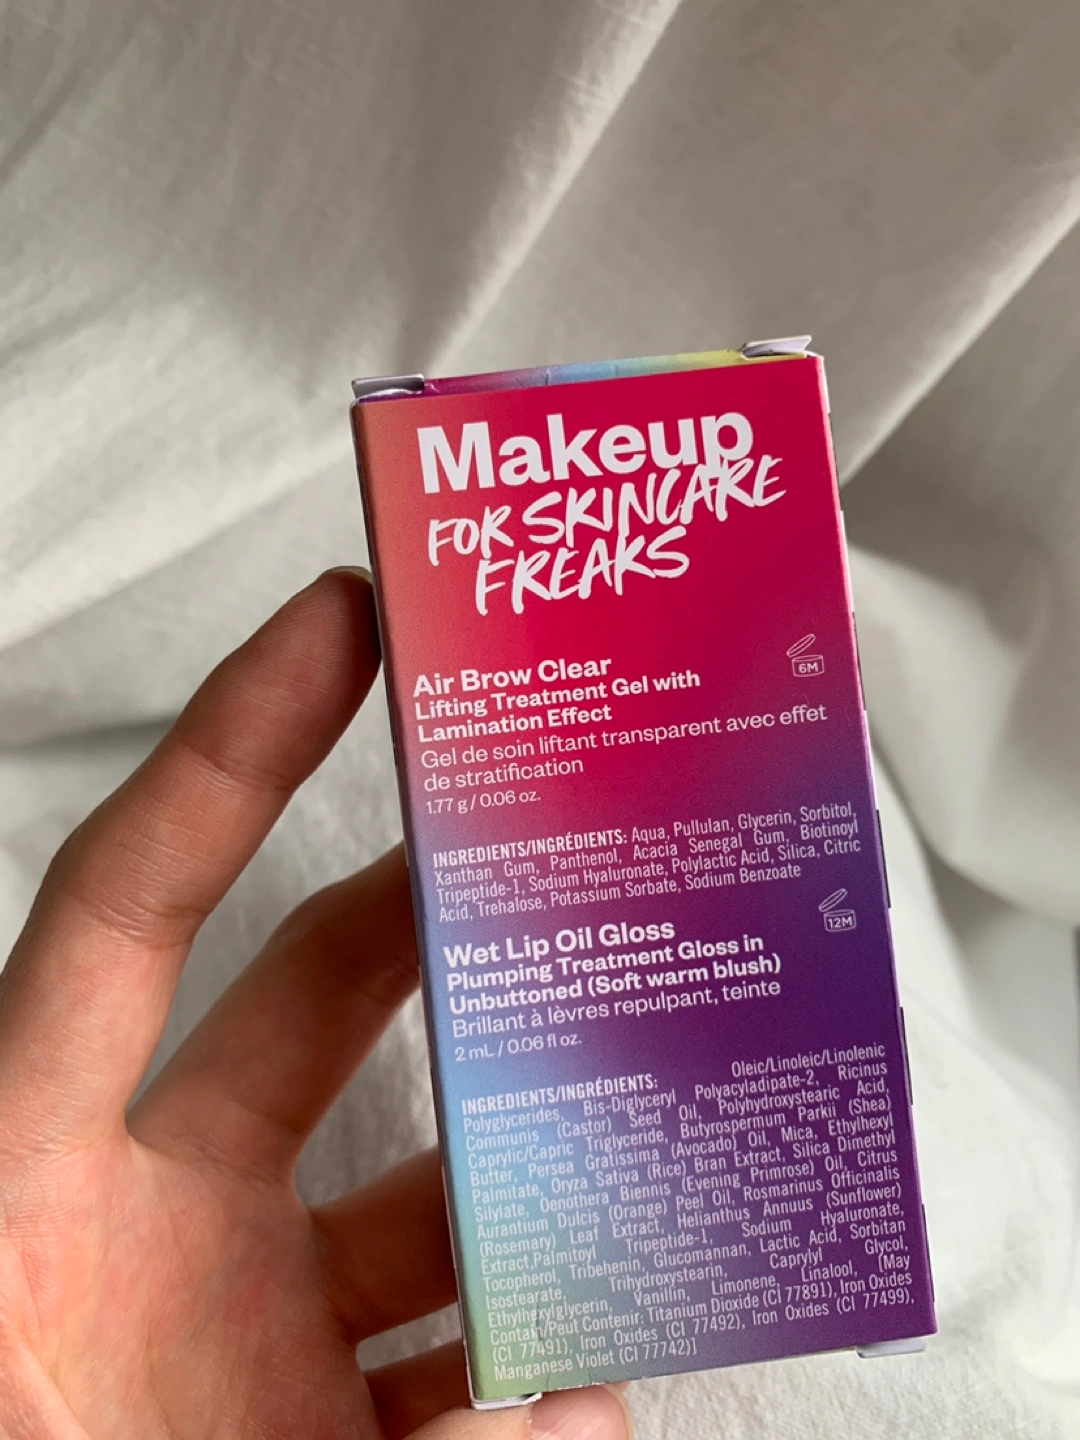 Makeup
FOR SKINCARE
FREAKS
6M
Air Brow Clear
Lifting Treatment Gel with
Lamination Effect
Gel de soin liftant transparent avec effet
de stratification
1.77 g / 0.06 oz.
INGREDIENTS/INGRÉDIENTS: Aqua, Pullulan, Glycerin, Sorbitol,
Xanthan Gum, Panthenol, Acacia Senegal Gum, Biotinoyl
Tripeptide-1, Sodium Hyaluronate, Polylactic Acid, Silica, Citric
Acid, Trehalose, Potassium Sorbate, Sodium Benzoate
12M
Wet Lip Oil Gloss
Plumping Treatment Gloss in
Unbuttoned (Soft warm blush)
Brillant à lèvres repulpant, teinte
2 mL / 0.06 fl oz.
INGREDIENTS/INGRÉDIENTS: Oleic/Linoleic/Linolenic
Polyglycerides, Bis-Diglyceryl Polyacyladipate-2, Ricinus
Communis (Castor) Seed Oil, Polyhydroxystearic Acid,
Caprylic/Capric Triglyceride, Butyrospermum Parkii (Shea)
Butter, Persea Gratissima (Avocado) Oil, Mica, Ethylhexyl
Palmitate, Oryza Sativa (Rice) Bran Extract, Silica Dimethyl
Silylate, Oenothera Biennis (Evening Primrose) Oil, Citrus
Aurantium Dulcis (Orange) Peel Oil, Rosmarinus Officinalis
(Rosemary) Leaf Extract, Helianthus Annuus (Sunflower)
Extract,Palmitoyl Tripeptide-1, Sodium Hyaluronate,
Tocopherol, Tribehenin, Glucomannan, Lactic Acid, Sorbitan
Isostearate, Trihydroxystearin, Caprylyl Glycol,
Ethylhexylglycerin, Vanillin, Limonene, Linalool, [May
Contain/Peut Contenir: Titanium Dioxide (CI 77891), Iron Oxides
(CI 77491), Iron Oxides (CI 77492), Iron Oxides (CI 77499),
Manganese Violet (CI 77742)]